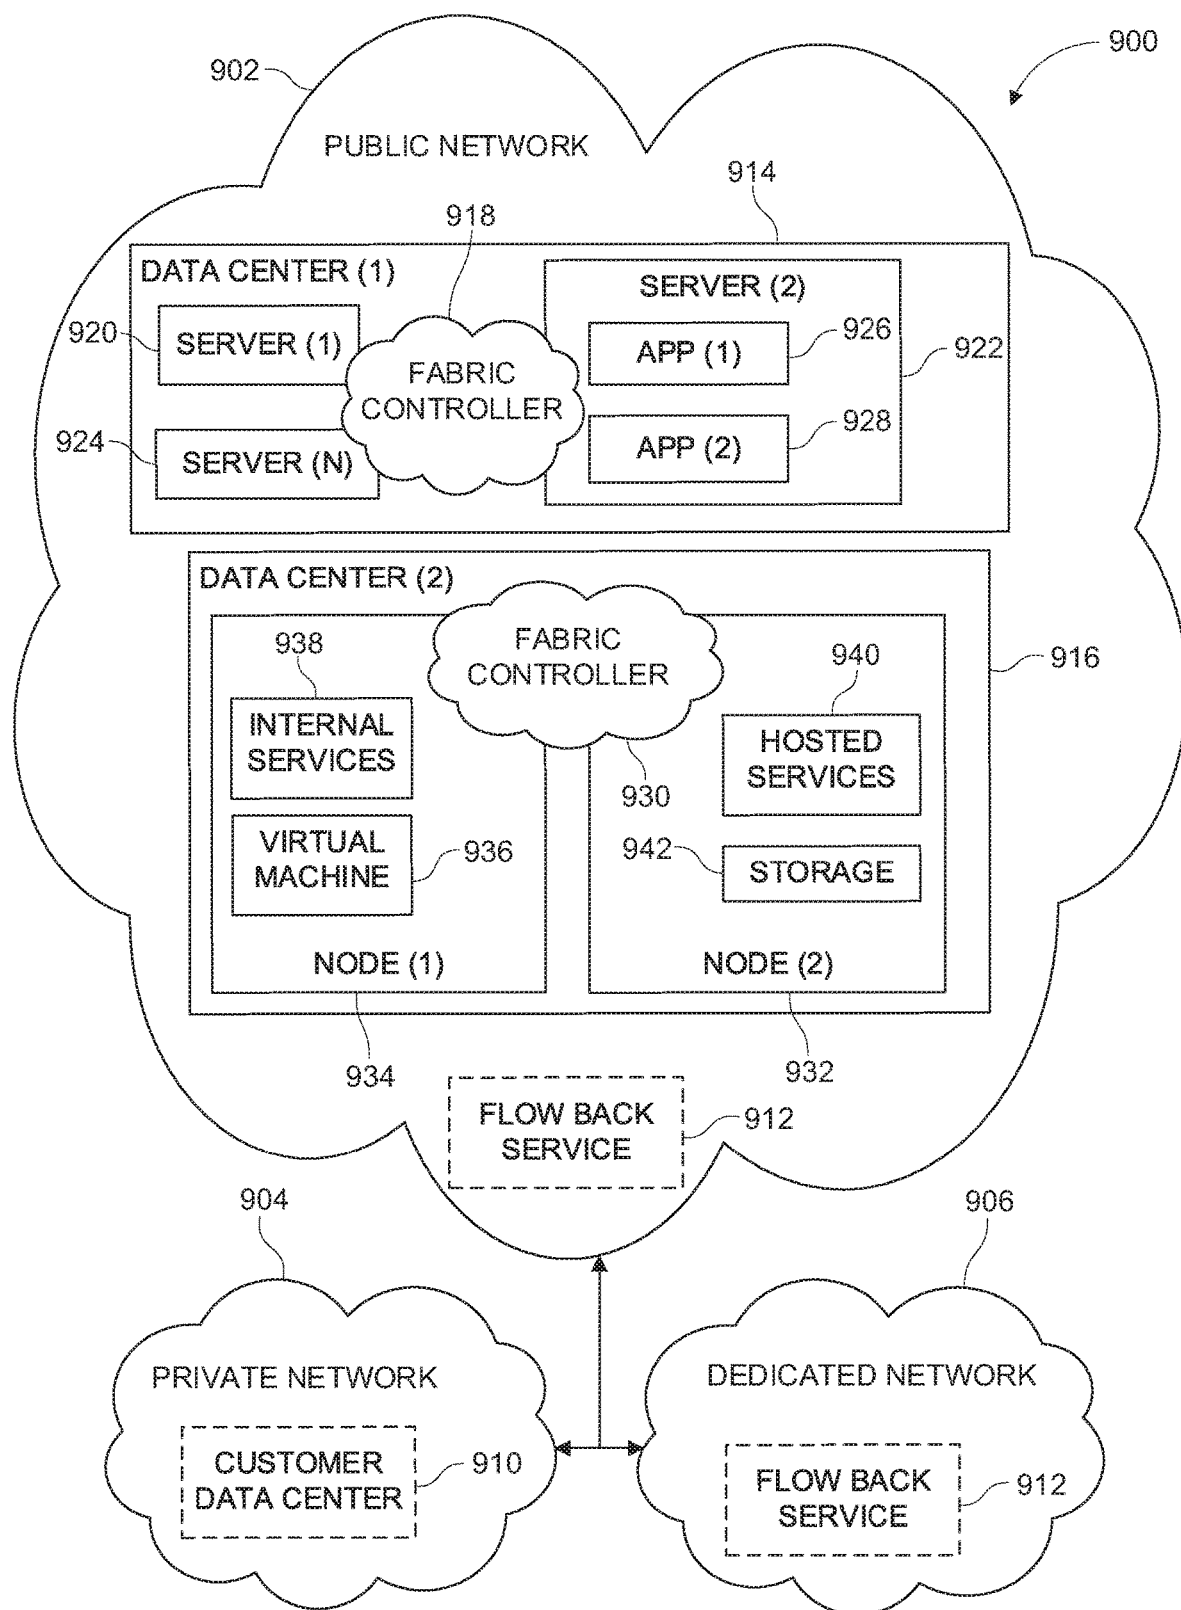 900
902
PUBLIC NETWORK
914
918
DATA CENTER (1)
SERVER (2)
920
SERVER (1)
APP (1)
926
922
FABRIC
CONTROLLER
924
SERVER (N)
APP (2)
928
DATA CENTER (2)
FABRIC
CONTROLLER
916
938
940
INTERNAL
SERVICES
HOSTED
SERVICES
930
VIRTUAL
MACHINE
936
942
STORAGE
NODE (1)
NODE (2)
934
932
FLOW BACK
SERVICE
912
904
906
PRIVATE NETWORK
DEDICATED NETWORK
CUSTOMER
DATA CENTER
910
FLOW BACK
SERVICE
912